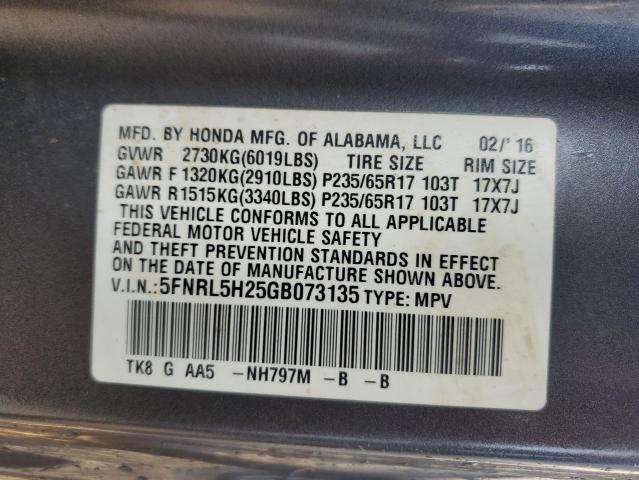 MFD. BY HONDA MFG. OF ALABAMA, LLC 02/'16
GVWR 2730KG(6019LBS) TIRE SIZE RIM SIZE
GAWR F 1320KG(2910LBS) P235/65R17 103T 17X7J
GAWR R1515KG(3340LBS) P235/65R17 103T 17X7J
THIS VEHICLE CONFORMS TO ALL APPLICABLE
FEDERAL MOTOR VEHICLE SAFETY
AND THEFT PREVENTION STANDARDS IN EFFECT
ON THE DATE OF MANUFACTURE SHOWN ABOVE.
V.I.N.:5FNRL5H25GB073135 TYPE: MPV
TK8 G AA5 -NH797M -B -B